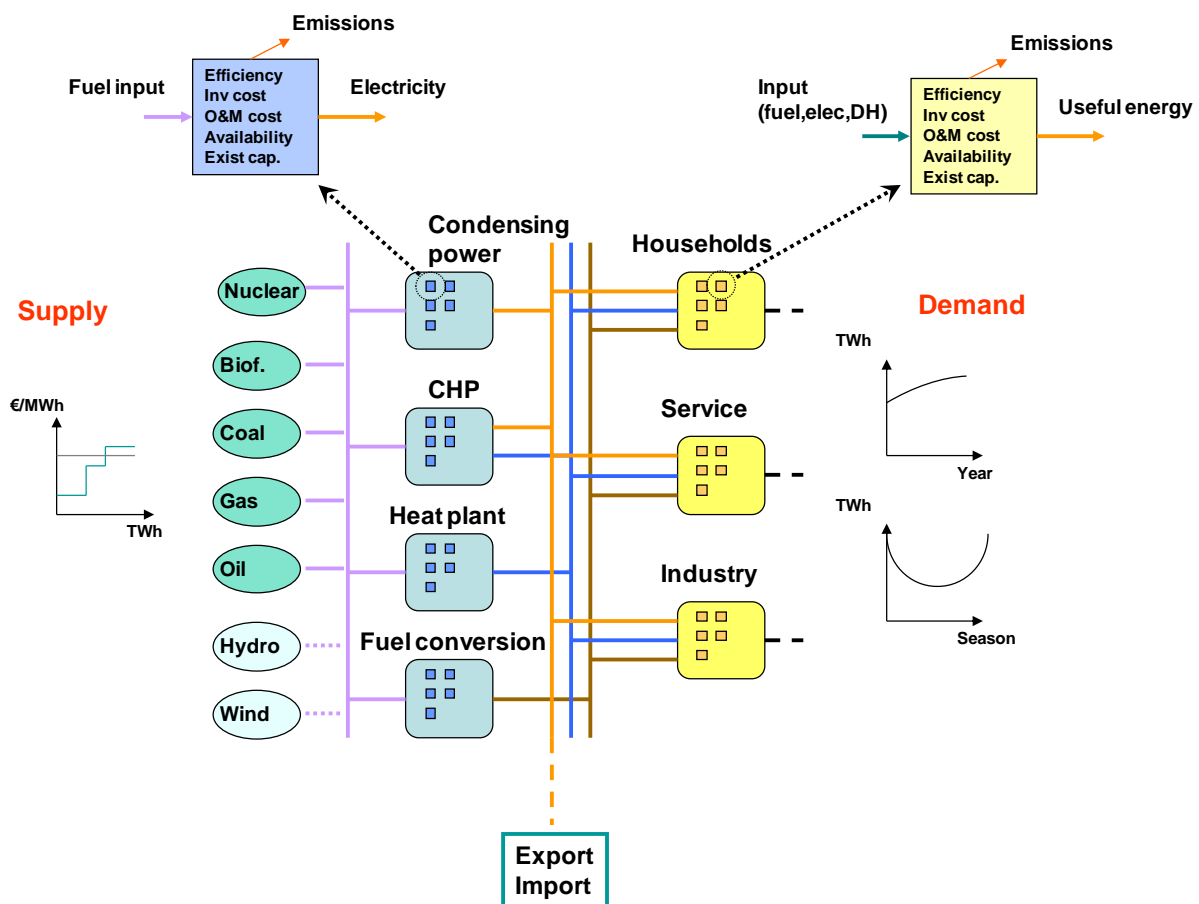 Emissions
Fuel input
Efficiency
Inv cost
O&M cost
Availability
Exist cap.
Electricity
Emissions
Input
(fuel,elec,DH)
Efficiency
Inv cost
O&M cost
Availability
Exist cap.
Useful energy
Supply
€/MWh
TWh
Nuclear
Biof.
Coal
Gas
Oil
Hydro
Wind
Condensing
power
CHP
Heat plant
Fuel conversion
Households
Service
Industry
Demand
TWh
Year
TWh
Season
Export
Import